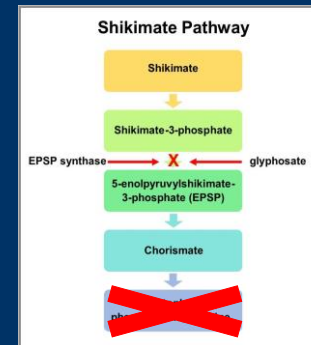 Shikimate Pathway
Shikimate
Shikimate-3-phosphate
EPSP synthase X glyphosate
5-enolpyruvylshikimate-
3-phosphate (EPSP)
Chorismate